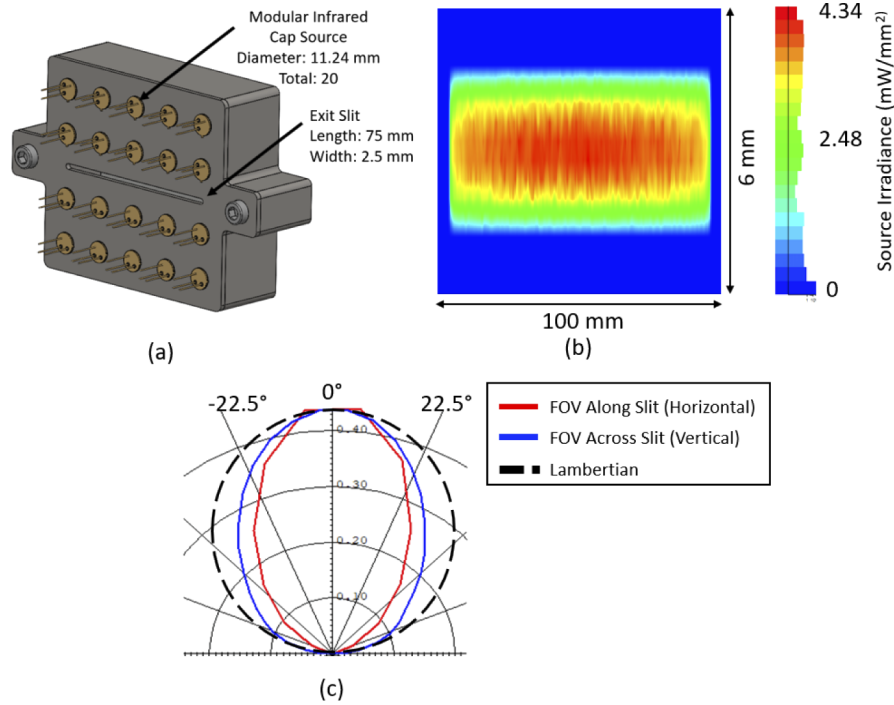 Modular Infrared
Cap Source
Diameter: 11.24 mm
Total: 20
Exit Slit
Length: 75 mm
Width: 2.5 mm
(a)
6 mm
100 mm
(b)
4.34
2.48
0
Source Irradiance (mW/mm²)
0°
-22.5°
22.5°
0.40
0.30
0.20
0.10
(c)
FOV Along Slit (Horizontal)
FOV Across Slit (Vertical)
Lambertian